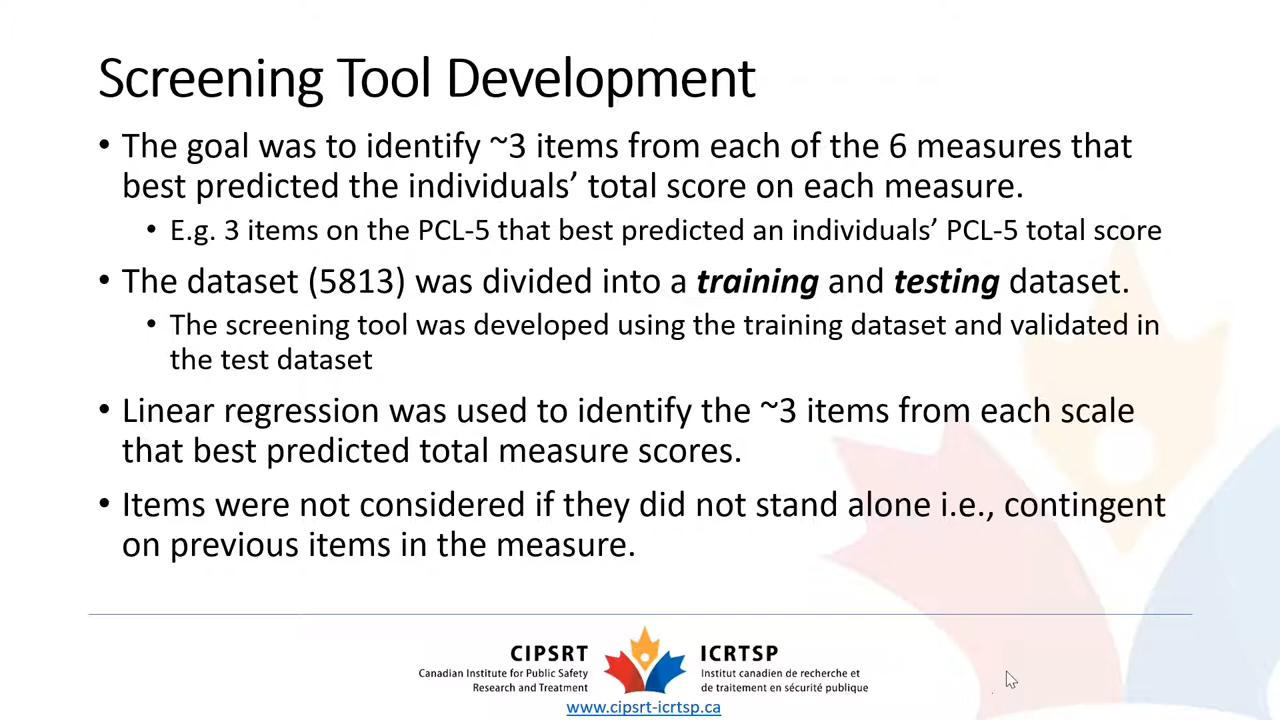 Screening Tool Development
• The goal was to identify ~3 items from each of the 6 measures that
best predicted the individuals’ total score on each measure.
• E.g. 3 items on the PCL-5 that best predicted an individuals’ PCL-5 total score
• The dataset (5813) was divided into a training and testing dataset.
• The screening tool was developed using the training dataset and validated in
the test dataset
• Linear regression was used to identify the ~3 items from each scale
that best predicted total measure scores.
• Items were not considered if they did not stand alone i.e., contingent
on previous items in the measure.
CIPSRT
Canadian Institute for Public Safety
Research and Treatment
ICRTSP
Institut canadien de recherche et
de traitement en sécurité publique
www.cipsrt-icrtsp.ca